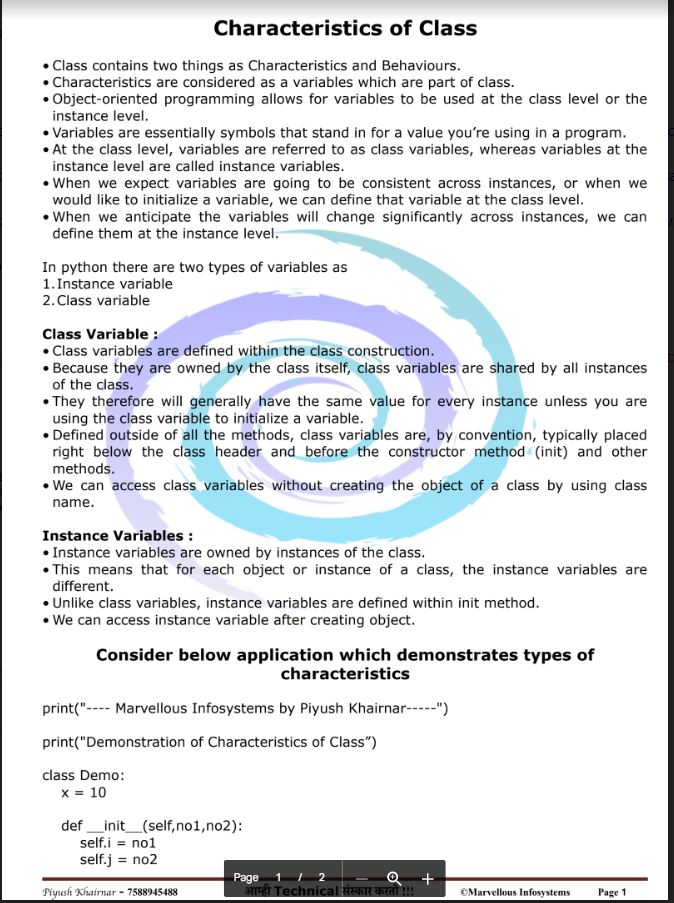 Characteristics of Class
• Class contains two things as Characteristics and Behaviours.
• Characteristics are considered as a variables which are part of class.
• Object-oriented programming allows for variables to be used at the class level or the
instance level.
• Variables are essentially symbols that stand in for a value you’re using in a program.
• At the class level, variables are referred to as class variables, whereas variables at the
instance level are called instance variables.
• When we expect variables are going to be consistent across instances, or when we
would like to initialize a variable, we can define that variable at the class level.
• When we anticipate the variables will change significantly across instances, we can
define them at the instance level.
In python there are two types of variables as
1. Instance variable
2. Class variable
Class Variable :
• Class variables are defined within the class construction.
• Because they are owned by the class itself, class variables are shared by all instances
of the class.
• They therefore will generally have the same value for every instance unless you are
using the class variable to initialize a variable.
• Defined outside of all the methods, class variables are, by convention, typically placed
right below the class header and before the constructor method (init) and other
methods.
• We can access class variables without creating the object of a class by using class
name.
Instance Variables :
• Instance variables are owned by instances of the class.
• This means that for each object or instance of a class, the instance variables are
different.
• Unlike class variables, instance variables are defined within init method.
• We can access instance variable after creating object.
Consider below application which demonstrates types of
characteristics
print("---- Marvellous Infosystems by Piyush Khairnar-----")
print("Demonstration of Characteristics of Class”)
class Demo:
x = 10
def __init__(self,no1,no2):
self.i = no1
self.j = no2
Page 1 / 2 — +
Piyush Khairnar - 7588945488 आम्ही Technical संस्कार करतो !!! ©Marvellous Infosystems Page 1